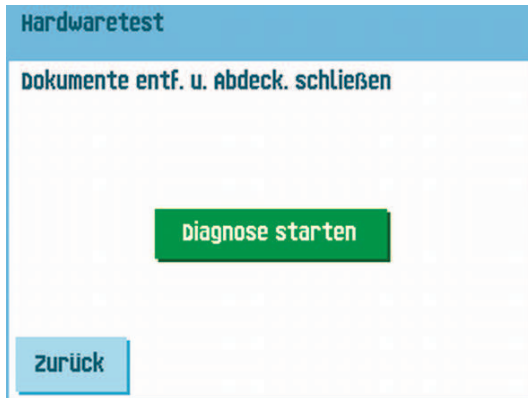 Hardwaretest
Dokumente entf. u. Abdeck. schließen
Diagnose starten
Zurück